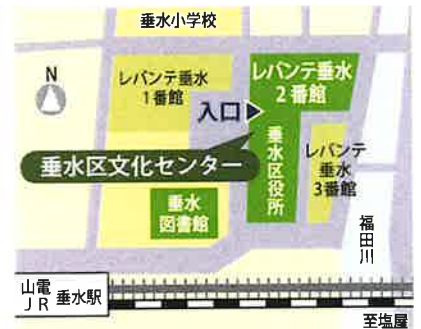 垂水小学校
N
レバンテ垂水
1番館
レバンテ垂水
2番館
入口
垂水区文化センター
垂水区役所
レバンテ
垂水
3番館
垂水
図書館
福田川
山電
JR
垂水駅
至塩屋